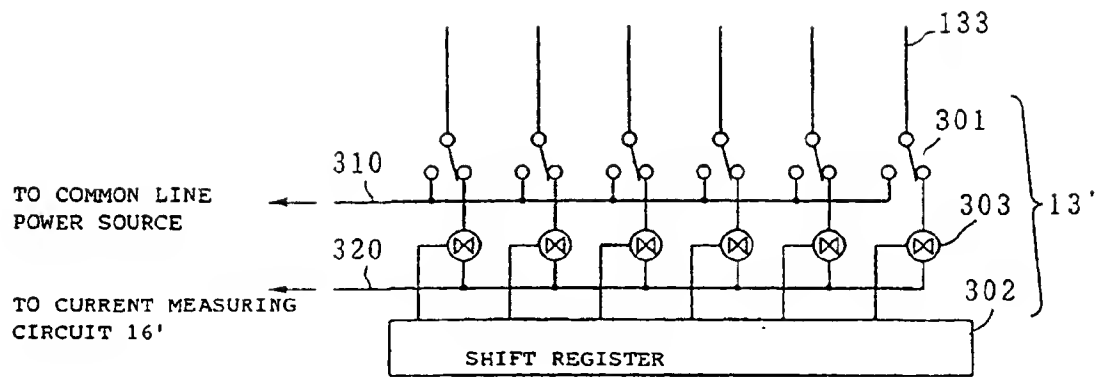 133
301
310
TO COMMON LINE
POWER SOURCE
13'
303
320
TO CURRENT MEASURING
CIRCUIT 16'
302
SHIFT REGISTER